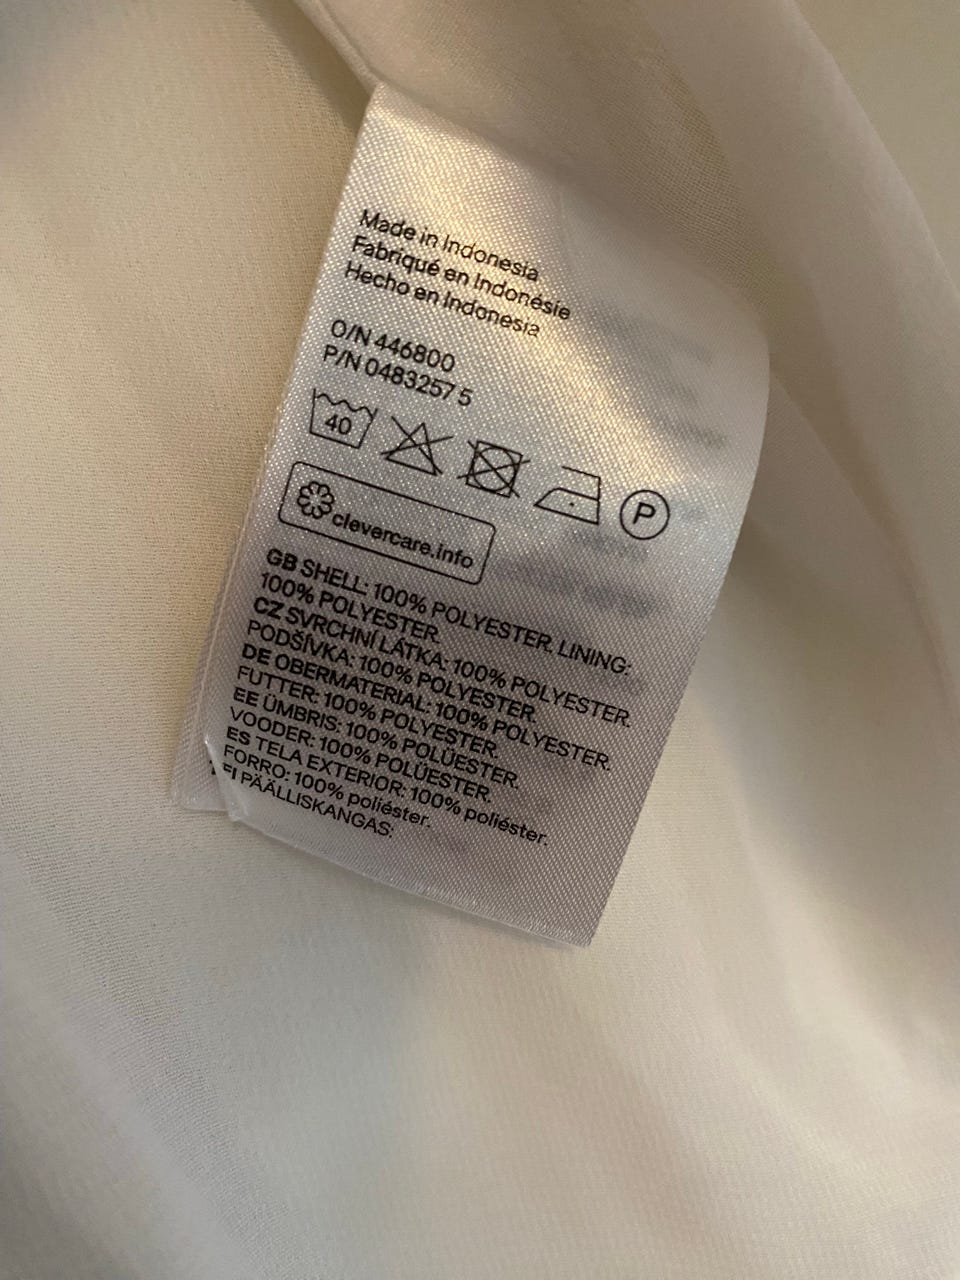 Made in Indonesia
Fabriqué en Indonésie
Hecho en Indonesia
O/N 446800
P/N 0483257 5
40
P
clevercare.info
GB SHELL: 100% POLYESTER. LINING:
100% POLYESTER.
CZ SVRCHNÍ LÁTKA: 100% POLYESTER.
PODŠÍVKA: 100% POLYESTER.
DE OBERMATERIAL: 100% POLYESTER.
FUTTER: 100% POLYESTER.
EE ÜMBRIS: 100% POLÜESTER.
VOODER: 100% POLÜESTER.
ES TELA EXTERIOR: 100% poliéster.
FORRO: 100% poliéster.
FI PÄÄLLISKANGAS: